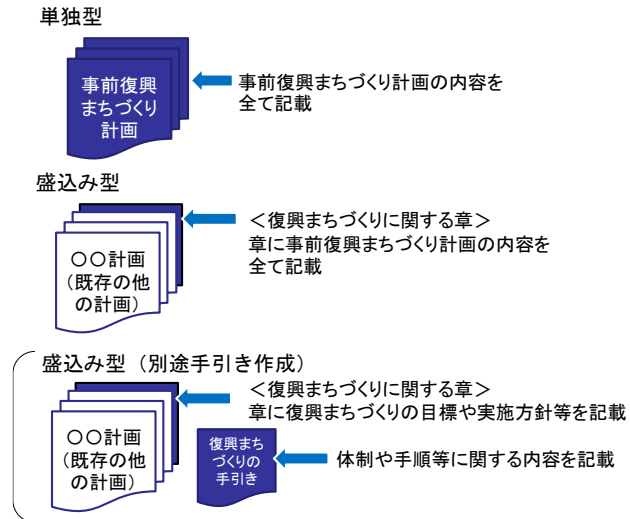 単独型
事前復興
まちづくり
計画
事前復興まちづくり計画の内容を
全て記載
盛込み型
〇〇計画
(既存の他
の計画)
＜復興まちづくりに関する章＞
章に事前復興まちづくり計画の内容を
全て記載
盛込み型（別途手引き作成）
〇〇計画
(既存の他
の計画)
＜復興まちづくりに関する章＞
章に復興まちづくりの目標や実施方針等を記載
復興まち
づくりの
手引き
体制や手順等に関する内容を記載